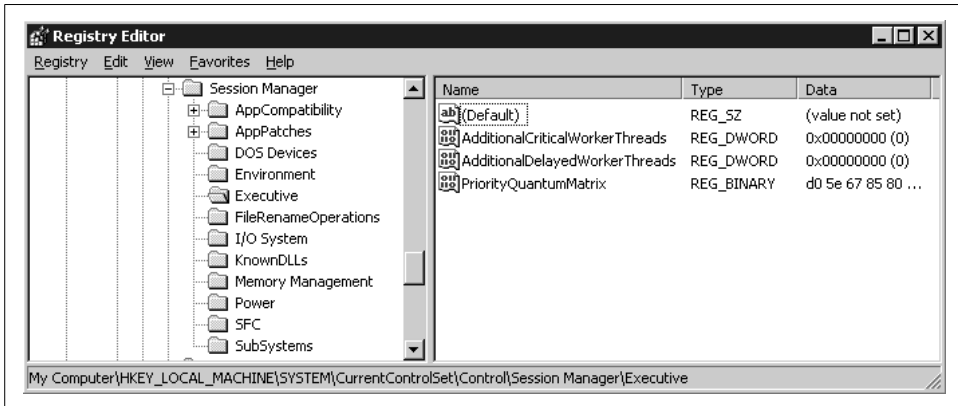 Registry Editor
Registry Edit View Favorites Help
Session Manager
AppCompatibility
AppPatches
DOS Devices
Environment
Executive
FileRenameOperations
I/O System
KnownDLLs
Memory Management
Power
SFC
SubSystems
Name Type Data
(Default) REG_SZ (value not set)
AdditionalCriticalWorkerThreads REG_DWORD 0x00000000 (0)
AdditionalDelayedWorkerThreads REG_DWORD 0x00000000 (0)
PriorityQuantumMatrix REG_BINARY d0 5e 67 85 80 ...
My Computer\HKEY_LOCAL_MACHINE\SYSTEM\CurrentControlSet\Control\Session Manager\Executive